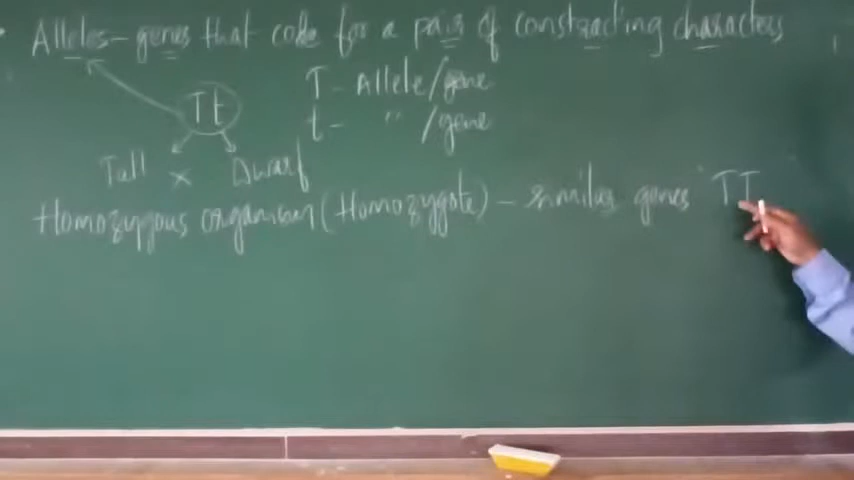 Alleles - genes that code for a pair of constracting characters
Tt
T - Allele/gene
t - " /gene
Tall x Dwarf
Homozygous organism (Homozygote) - similar genes TT